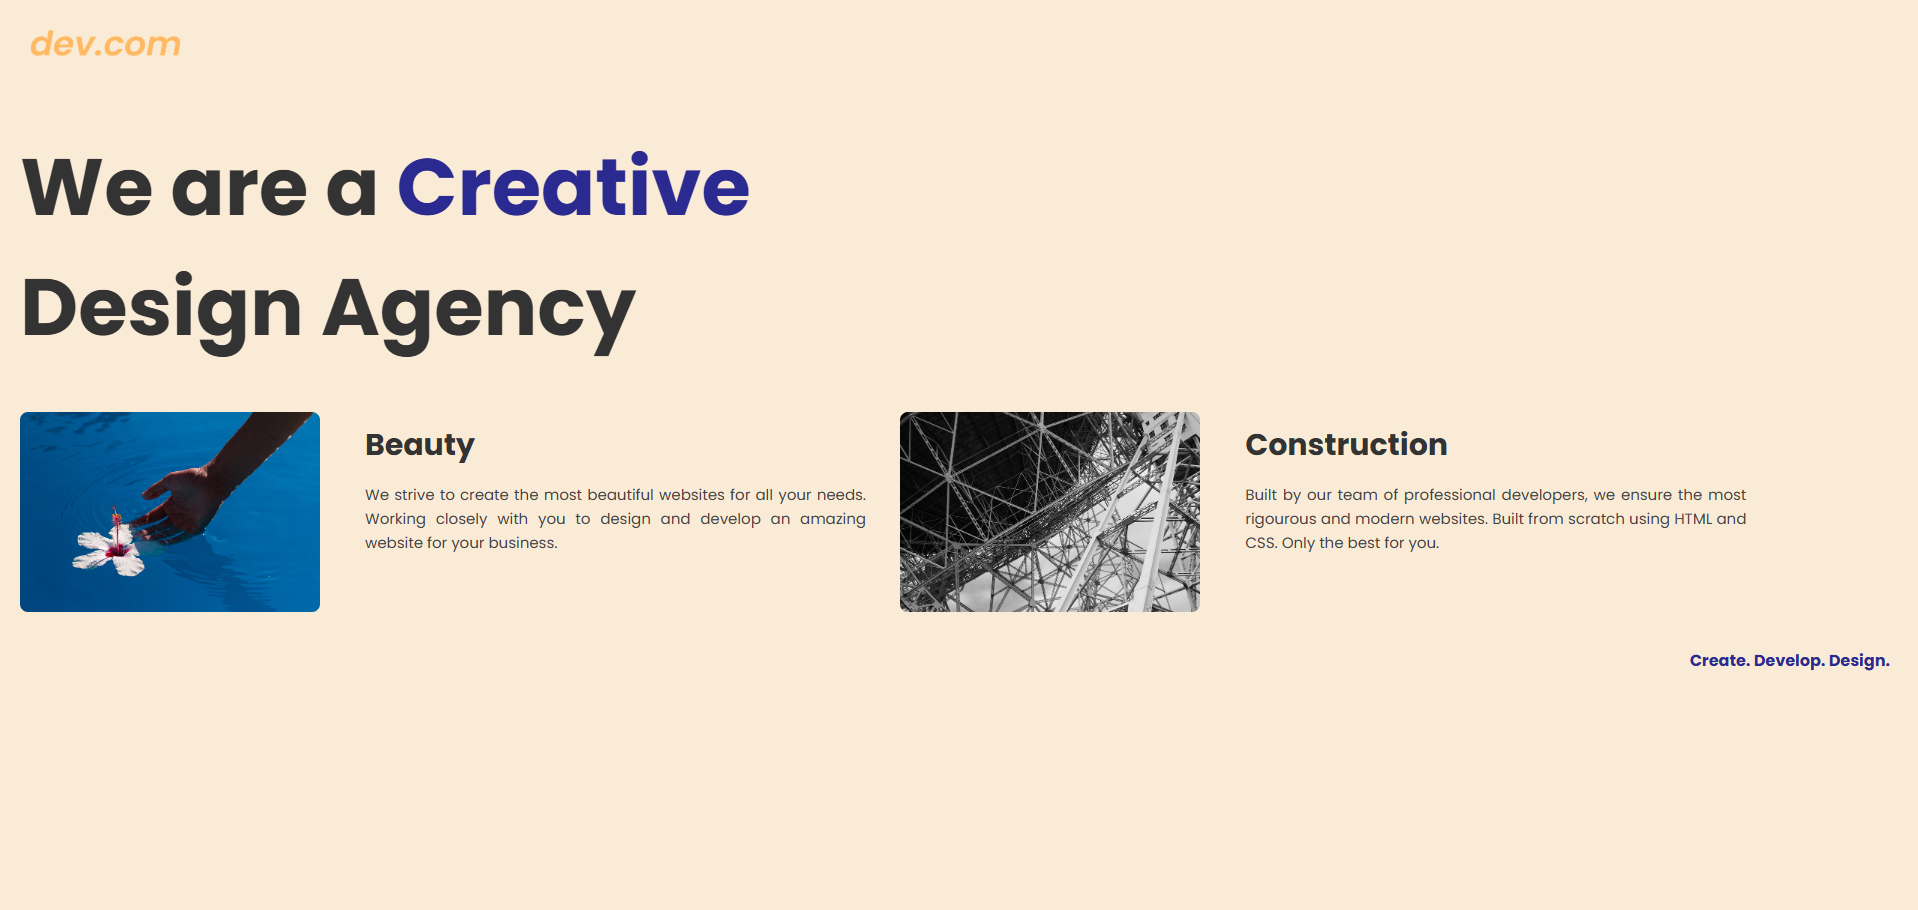 dev.com
We are a Creative
Design Agency
Beauty
We strive to create the most beautiful websites for all your needs.
Working closely with you to design and develop an amazing
website for your business.
Construction
Built by our team of professional developers, we ensure the most
rigourous and modern websites. Built from scratch using HTML and
CSS. Only the best for you.
Create. Develop. Design.